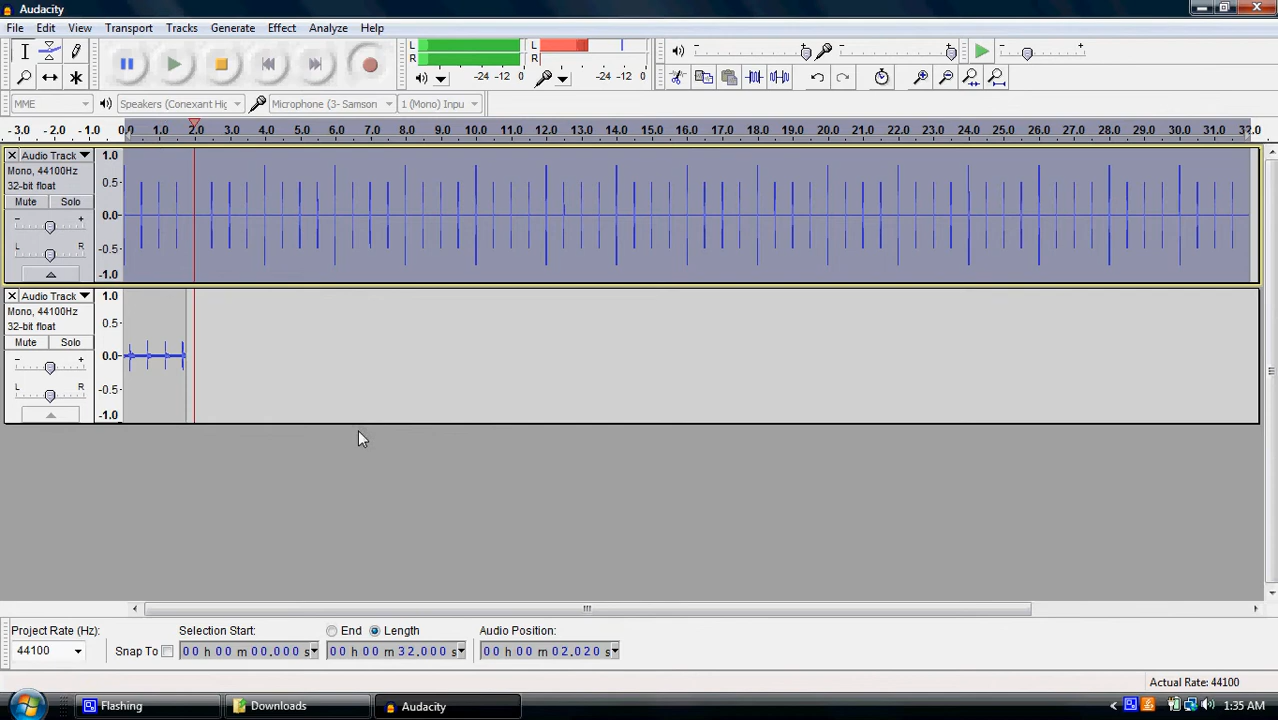 Audacity
File Edit View Transport Tracks Generate Effect Analyze Help
L R -24 -12 0 L R -24 -12 0
MME Speakers (Conexant Hig Microphone (3- Samson 1 (Mono) Inpu
-3.0 -2.0 -1.0 0.0 1.0 2.0 3.0 4.0 5.0 6.0 7.0 8.0 9.0 10.0 11.0 12.0 13.0 14.0 15.0 16.0 17.0 18.0 19.0 20.0 21.0 22.0 23.0 24.0 25.0 26.0 27.0 28.0 29.0 30.0 31.0 32.0
Audio Track 1.0
Mono, 44100Hz
32-bit float 0.5
Mute Solo
- + 0.0
L R -0.5
-1.0
Audio Track 1.0
Mono, 44100Hz
32-bit float 0.5
Mute Solo
- + 0.0
L R -0.5
-1.0
Project Rate (Hz): Selection Start: End Length Audio Position:
44100 Snap To 00 h 00 m 00.000 s 00 h 00 m 32.000 s 00 h 00 m 02.020 s
Actual Rate: 44100
Flashing Downloads Audacity 1:35 AM